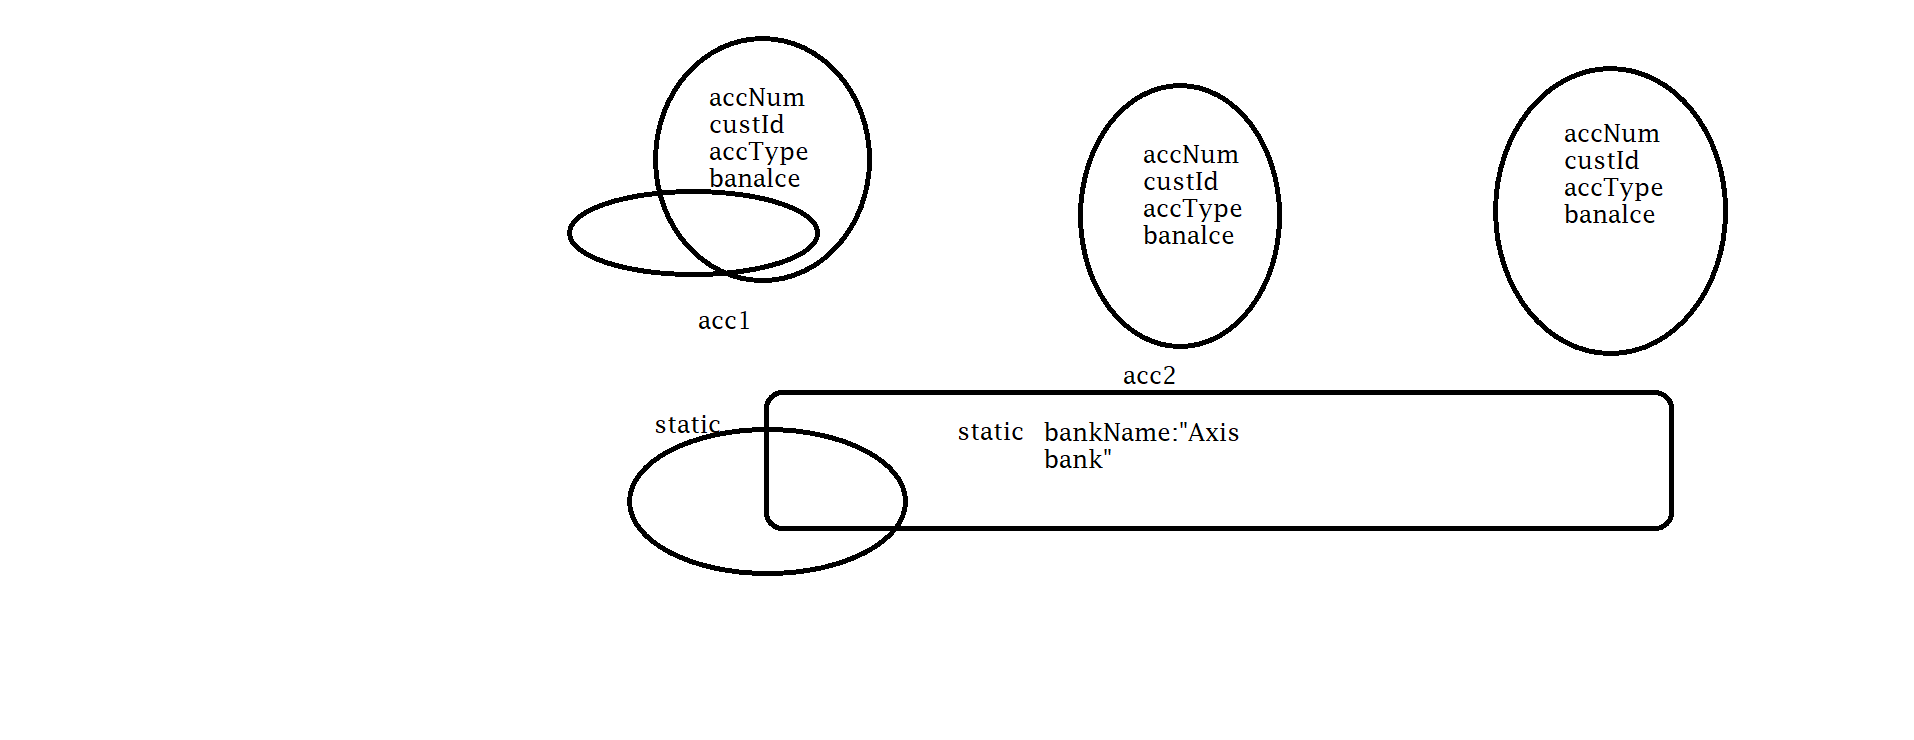 accNum
custId
accType
banalce
acc1
accNum
custId
accType
banalce
acc2
accNum
custId
accType
banalce
static
static bankName:"Axis
bank"